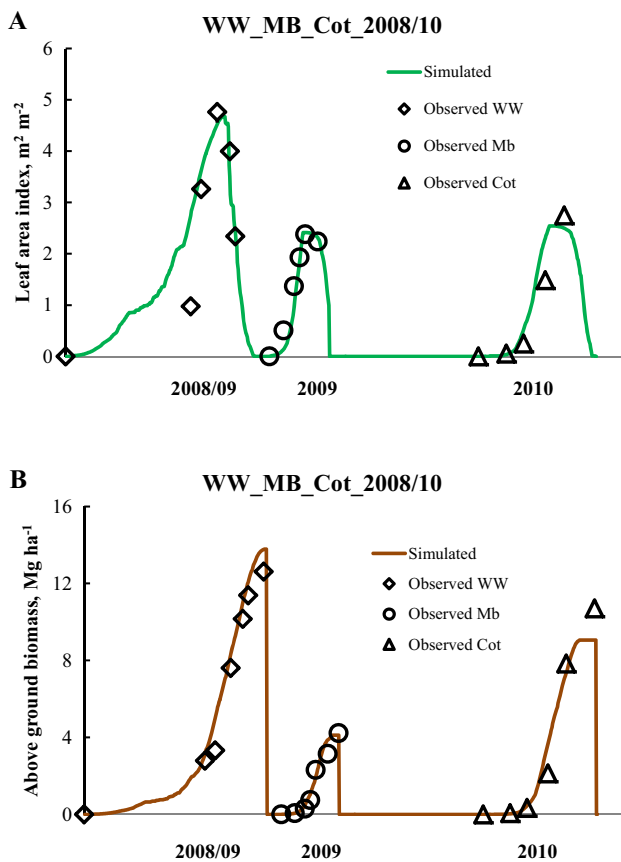 A
WW_MB_Cot_2008/10
Leaf area index, m² m⁻²
6
5
4
3
2
1
0
Simulated
Observed WW
Observed Mb
Observed Cot
2008/09 2009 2010
B
WW_MB_Cot_2008/10
Above ground biomass, Mg ha⁻¹
16
12
8
4
0
Simulated
Observed WW
Observed Mb
Observed Cot
2008/09 2009 2010